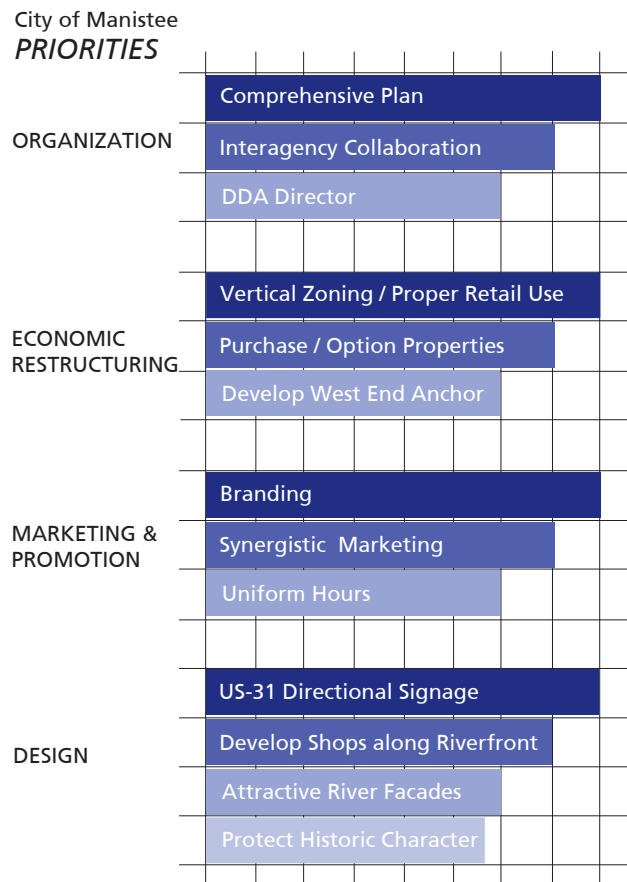 City of Manistee
PRIORITIES
ORGANIZATION
Comprehensive Plan
Interagency Collaboration
DDA Director
ECONOMIC
RESTRUCTURING
Vertical Zoning / Proper Retail Use
Purchase / Option Properties
Develop West End Anchor
MARKETING &
PROMOTION
Branding
Synergistic Marketing
Uniform Hours
DESIGN
US-31 Directional Signage
Develop Shops along Riverfront
Attractive River Facades
Protect Historic Character